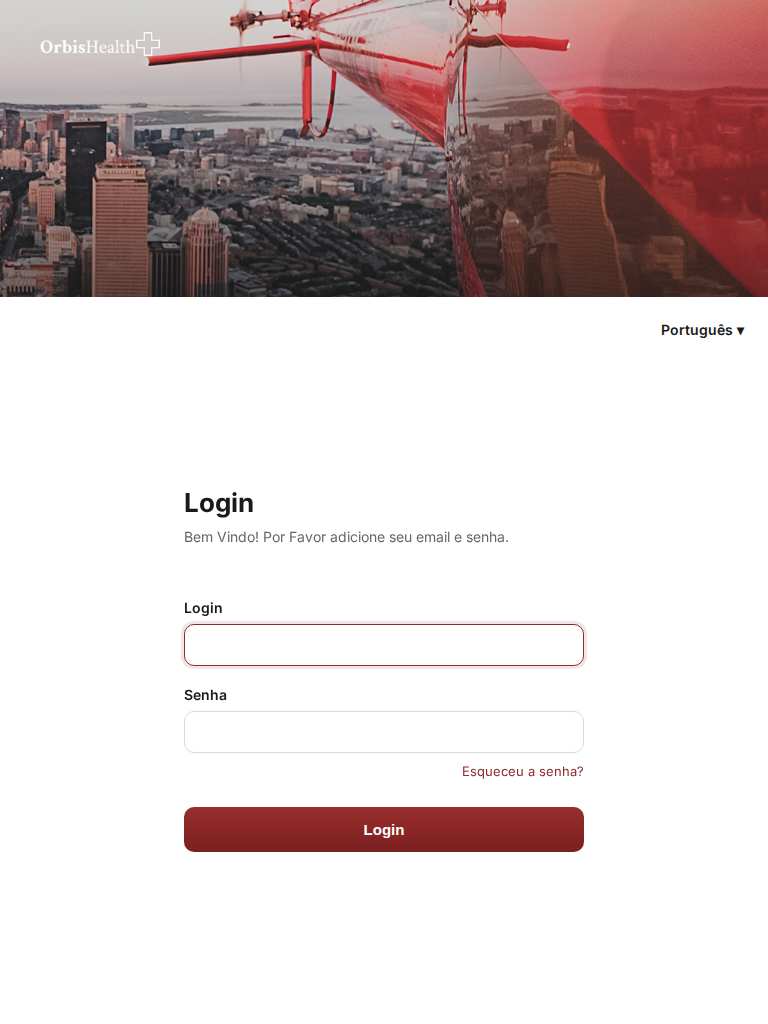 OrbisHealth
Português ▾
Login
Bem Vindo! Por Favor adicione seu email e senha.
Login
Senha
Esqueceu a senha?
Login